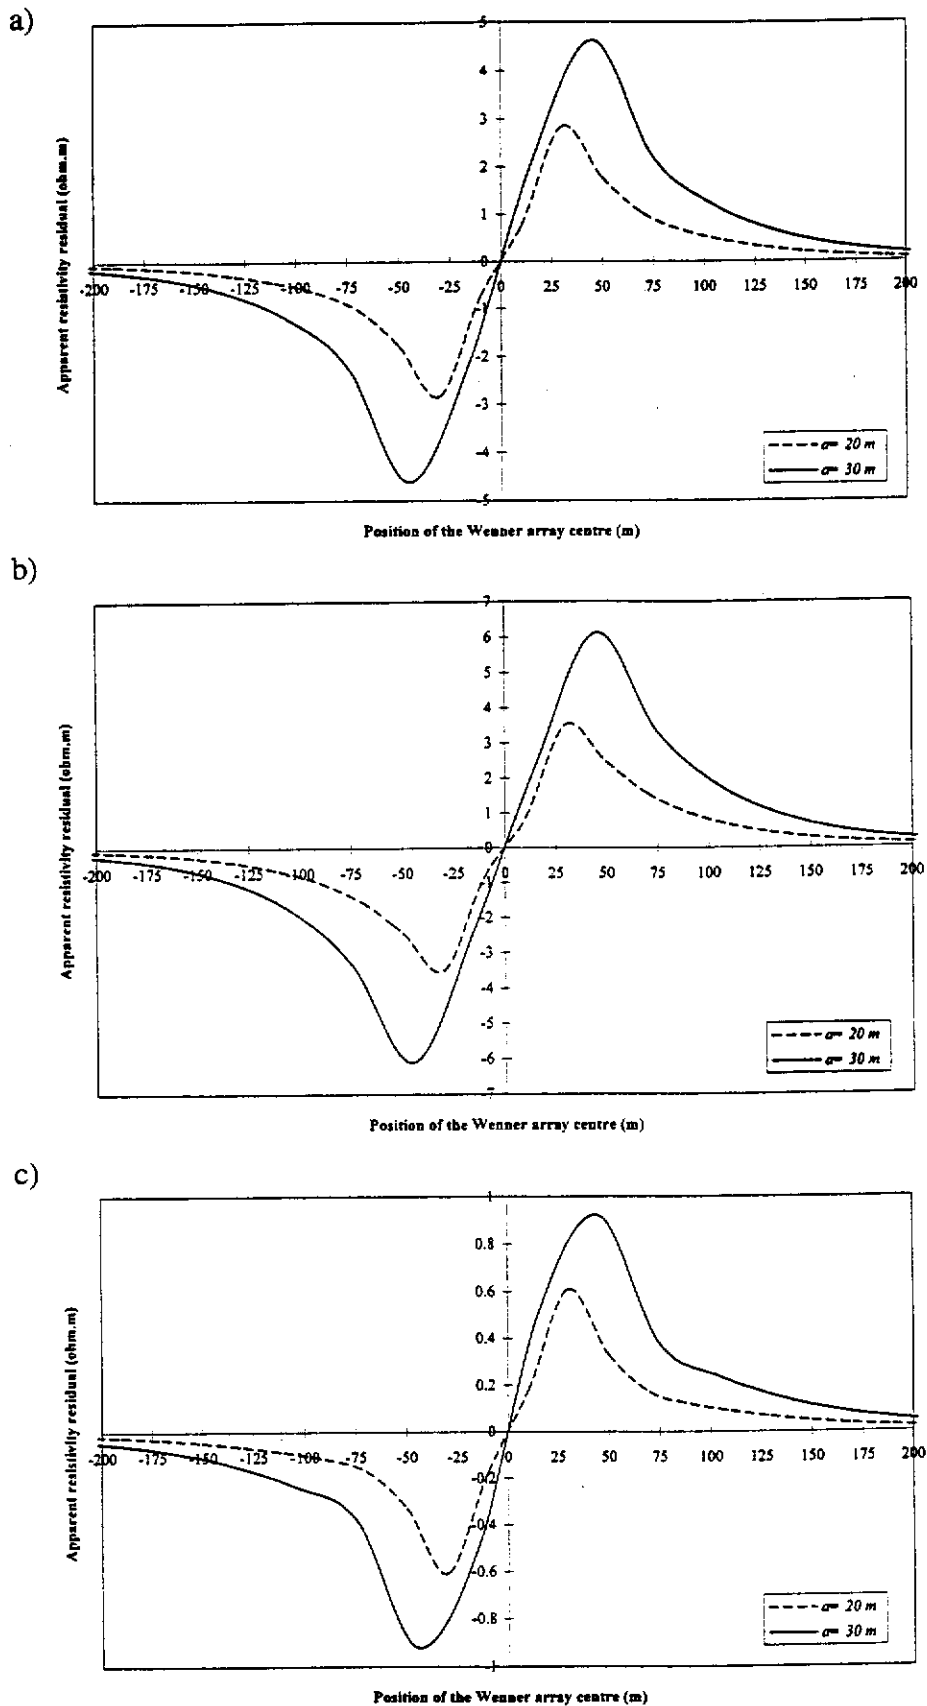 a)
5
4
3
2
1
0
-200 -175 -150 -125 -100 -75 -50 -25 0 25 50 75 100 125 150 175 200
-1
-2
-3
-4
-5
Apparent resistivity residual (ohm.m)
a= 20 m
a= 30 m
Position of the Wenner array centre (m)
b)
7
6
5
4
3
2
1
0
-200 -175 -150 -125 -100 -75 -50 -25 0 25 50 75 100 125 150 175 200
-1
-2
-3
-4
-5
-6
-7
Apparent resistivity residual (ohm.m)
a= 20 m
a= 30 m
Position of the Wenner array centre (m)
c)
1
0.8
0.6
0.4
0.2
0
-200 -175 -150 -125 -100 -75 -50 -25 0 25 50 75 100 125 150 175 200
-0.2
-0.4
-0.6
-0.8
-1
Apparent resistivity residual (ohm.m)
a= 20 m
a= 30 m
Position of the Wenner array centre (m)